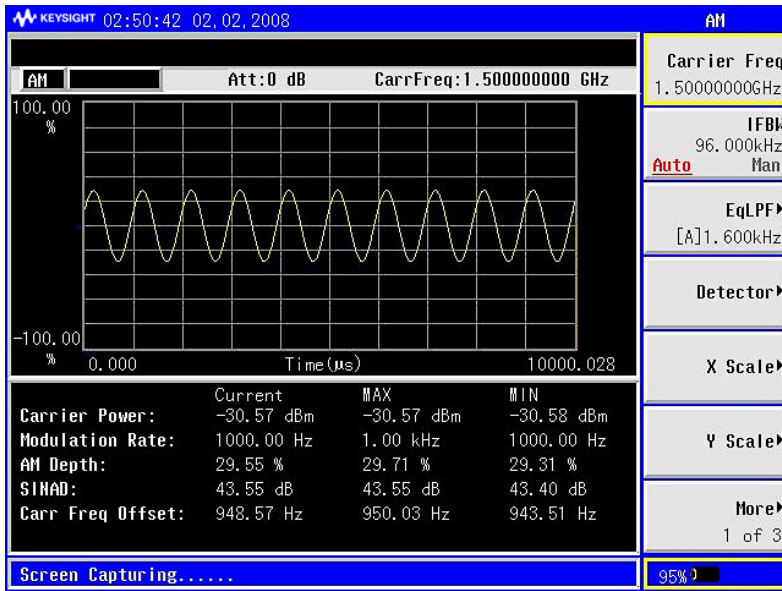 KEYSIGHT 02:50:42 02,02,2008
AM
AM Att:0 dB CarrFreq:1.500000000 GHz
100.00
%
-100.00
%
0.000 Time(μs) 10000.028
Current MAX MIN
Carrier Power: -30.57 dBm -30.57 dBm -30.58 dBm
Modulation Rate: 1000.00 Hz 1.00 kHz 1000.00 Hz
AM Depth: 29.55 % 29.71 % 29.31 %
SINAD: 43.55 dB 43.55 dB 43.40 dB
Carr Freq Offset: 948.57 Hz 950.03 Hz 943.51 Hz
Screen Capturing......
Carrier Freq
1.50000000GHz
IFBW
96.000kHz
Auto Man
EqLPF
[A]1.600kHz
Detector
X Scale
Y Scale
More
1 of 3
95%